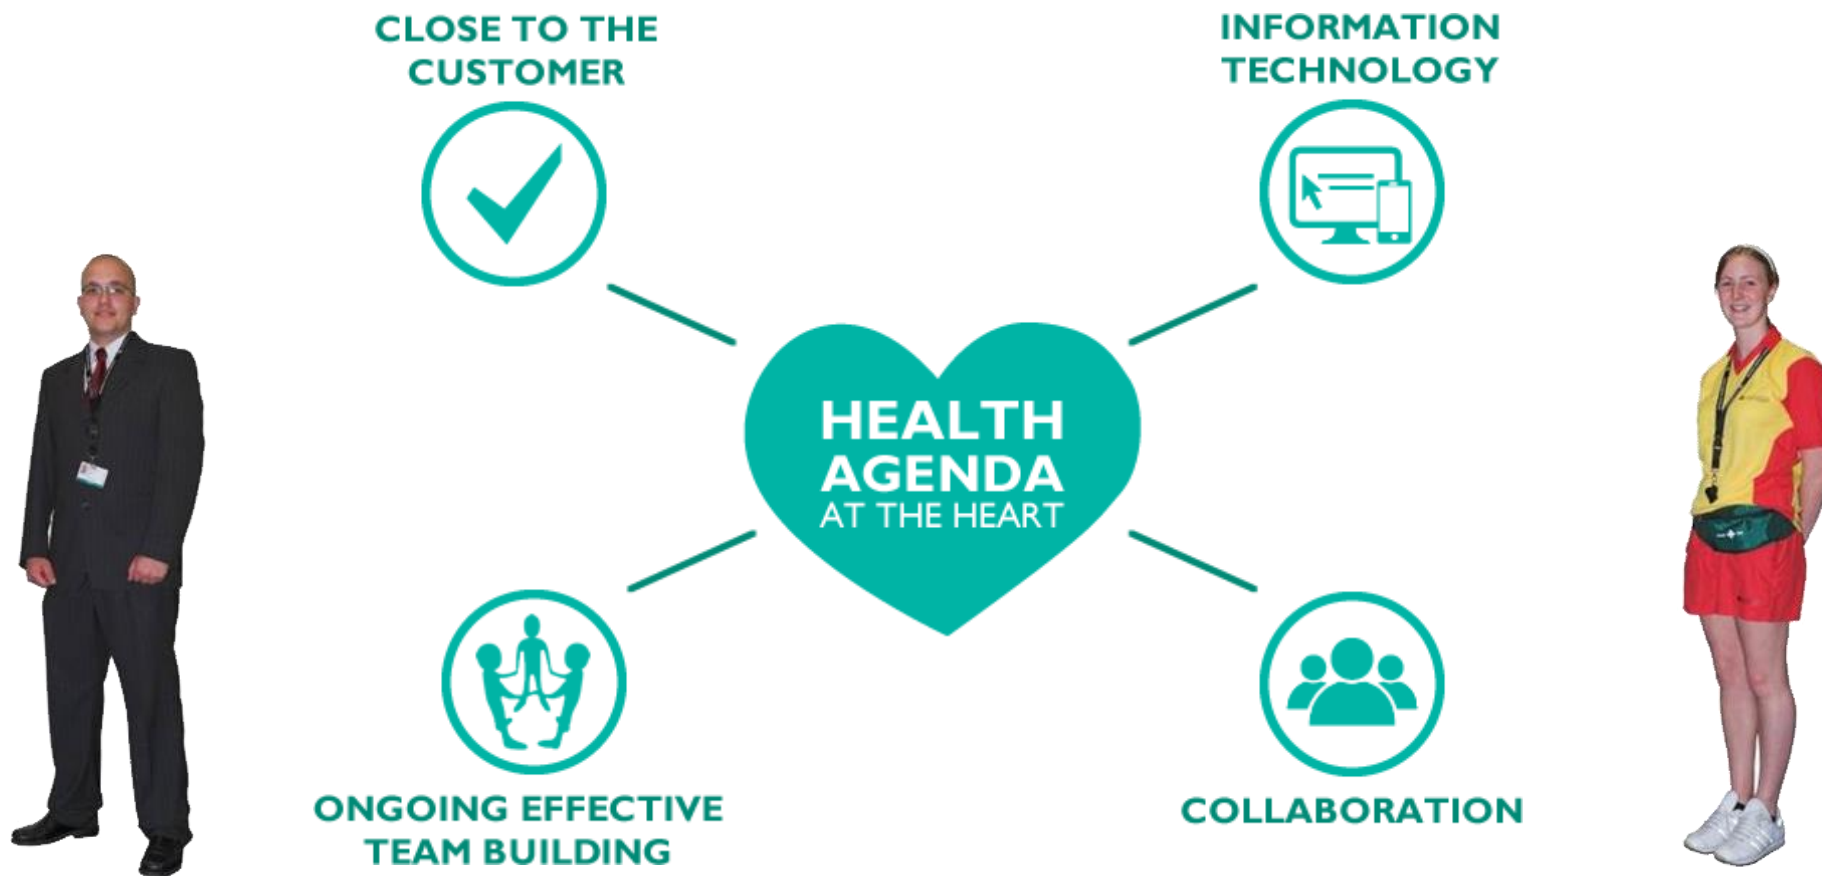 CLOSE TO THE
CUSTOMER
INFORMATION
TECHNOLOGY
HEALTH
AGENDA
AT THE HEART
ONGOING EFFECTIVE
TEAM BUILDING
COLLABORATION